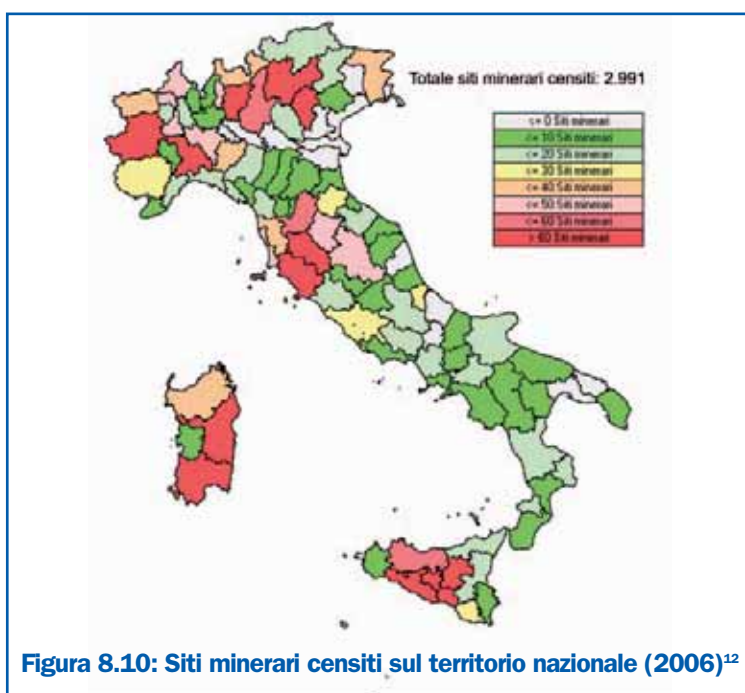 Totale siti minerari censiti: 2.991
<= 0 Siti minerari
<= 10 Siti minerari
<= 20 Siti minerari
<= 30 Siti minerari
<= 40 Siti minerari
<= 50 Siti minerari
<= 60 Siti minerari
> 60 Siti minerari
Figura 8.10: Siti minerari censiti sul territorio nazionale (2006)¹²